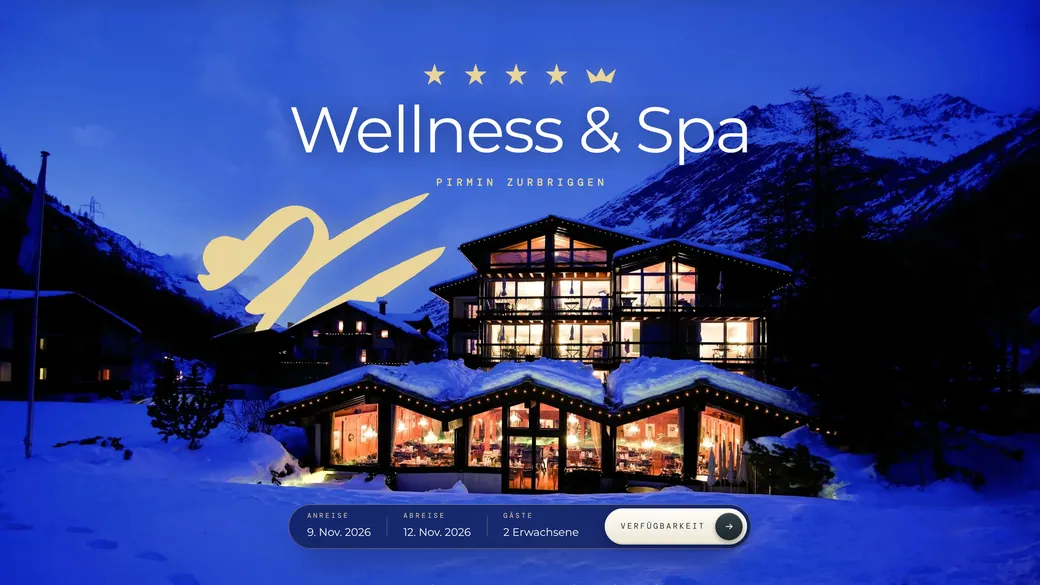 Wellness & Spa
PIRMIN ZURBRIGGEN
ANREISE
9. Nov. 2026
ABREISE
12. Nov. 2026
GÄSTE
2 Erwachsene
VERFÜGBARKEIT